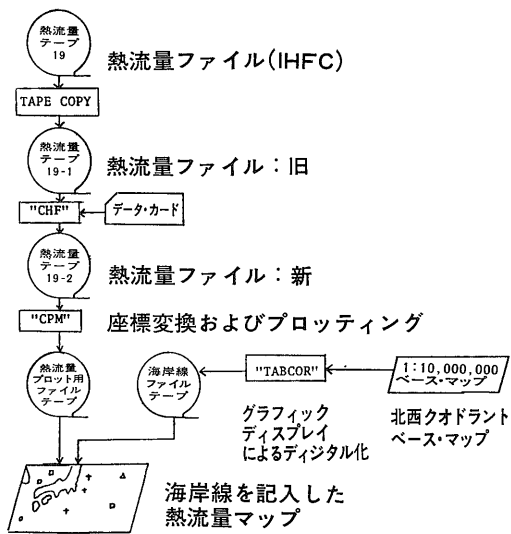 熱流量
テープ
19
熱流量ファイル(IHFC)
TAPE COPY
熱流量
テープ
19-1
熱流量ファイル：旧
"CHF"
データ・カード
熱流量
テープ
19-2
熱流量ファイル：新
"CPM"
座標変換およびプロッティング
熱流量
プロット用
ファイル
テープ
海岸線
ファイル
テープ
"TABCOR"
1:10,000,000
ベース・マップ
グラフィック
ディスプレイ
によるディジタル化
北西クオドラント
ベース・マップ
海岸線を記入した
熱流量マップ